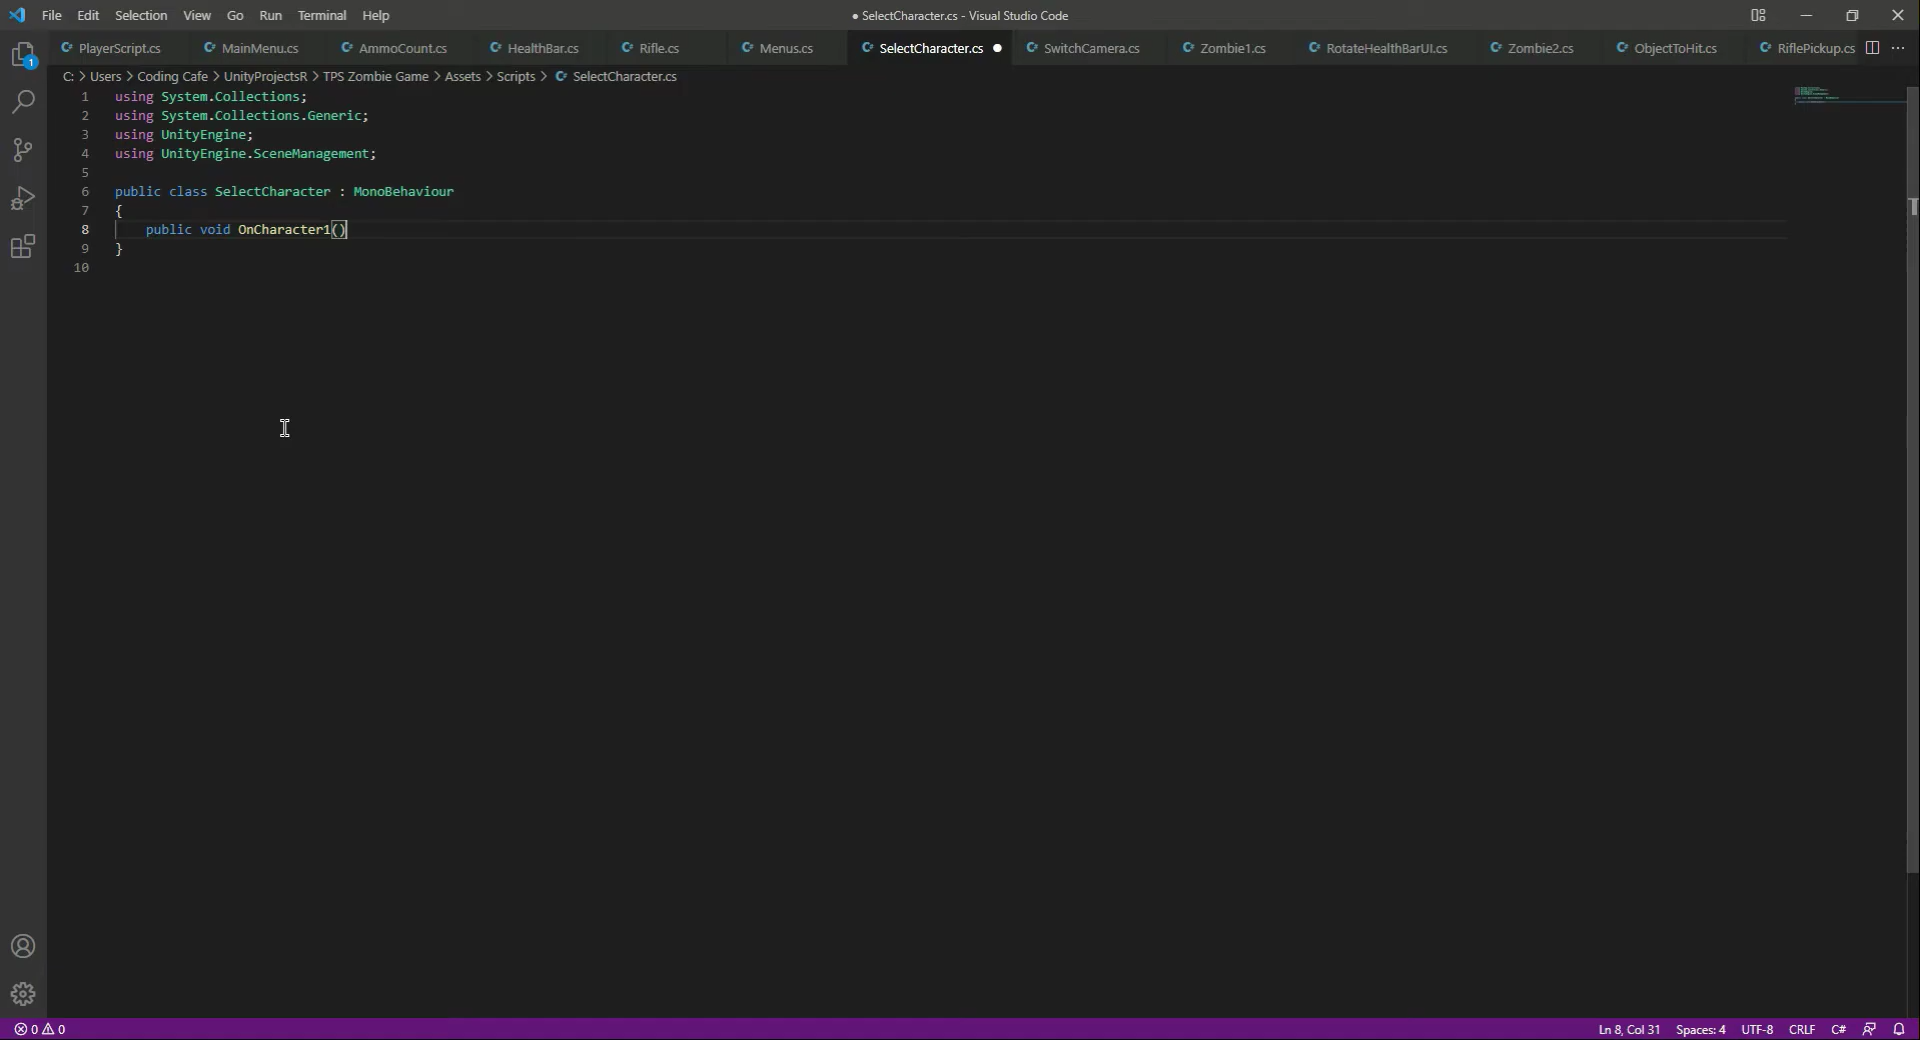 File Edit Selection View Go Run Terminal Help
● SelectCharacter.cs - Visual Studio Code
PlayerScript.cs MainMenu.cs AmmoCount.cs HealthBar.cs Rifle.cs Menus.cs SelectCharacter.cs SwitchCamera.cs Zombie1.cs RotateHealthBarUI.cs Zombie2.cs ObjectToHit.cs RiflePickup.cs
C: > Users > Coding Cafe > UnityProjectsR > TPS Zombie Game > Assets > Scripts > SelectCharacter.cs
1 using System.Collections;
2 using System.Collections.Generic;
3 using UnityEngine;
4 using UnityEngine.SceneManagement;
5
6 public class SelectCharacter : MonoBehaviour
7 {
8     public void OnCharacter1()
9 }
10
1
0 0
Ln 8, Col 31 Spaces: 4 UTF-8 CRLF C#